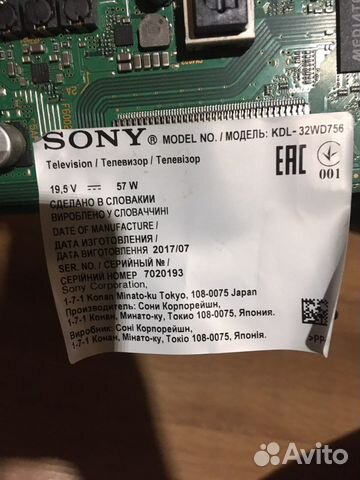 SONY® MODEL NO. / МОДЕЛЬ: KDL-32WD756
Television / Телевизор / Телевізор
19,5 V 57 W
EAC
001
СДЕЛАНО В СЛОВАКИИ
ВИРОБЛЕНО У СЛОВАЧЧИНІ
DATE OF MANUFACTURE /
ДАТА ИЗГОТОВЛЕНИЯ /
ДАТА ВИГОТОВЛЕННЯ 2017/07
SER. NO. / СЕРИЙНЫЙ № /
СЕРІЙНИЙ НОМЕР 7020193
Sony Corporation,
1-7-1 Konan Minato-ku Tokyo, 108-0075 Japan
Производитель: Сони Корпорейшн,
1-7-1 Конан, Минато-ку, Токио 108-0075, Япония.
Виробник: Соні Корпорейшн,
1-7-1 Конан, Мінато-ку, Токіо 108-0075, Японія.
Avito